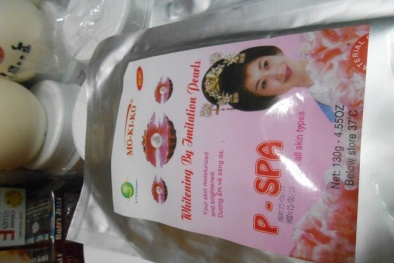 MO-KI-KO
Whitening By Imitation Pearls
Your skin moisturized
and brightened.
Dưỡng ẩm và sáng da.
P - SPA
all skin types
Net: 130g - 4.55OZ
Below store 37°C
AERIAL